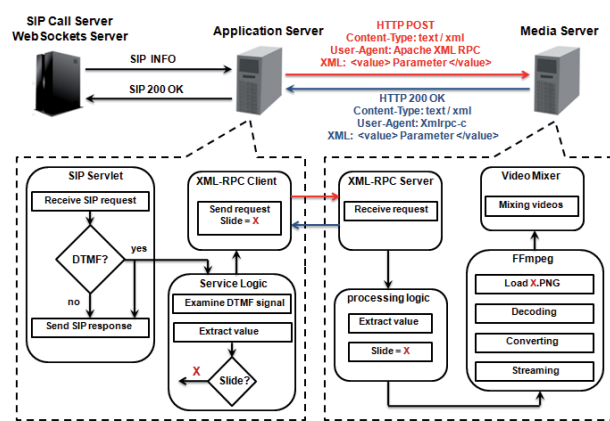 SIP Call Server
WebSockets Server
Application Server
HTTP POST
Content-Type: text / xml
User-Agent: Apache XML RPC
XML: <value> Parameter </value>
Media Server
SIP INFO
SIP 200 OK
HTTP 200 OK
Content-Type: text / xml
User-Agent: Xmlrpc-c
XML: <value> Parameter </value>
SIP Servlet
Receive SIP request
DTMF?
yes
no
Send SIP response
XML-RPC Client
Send request
Slide = X
Service Logic
Examine DTMF signal
Extract value
Slide?
X
XML-RPC Server
Receive request
processing logic
Extract value
Slide = X
Video Mixer
Mixing videos
FFmpeg
Load X.PNG
Decoding
Converting
Streaming